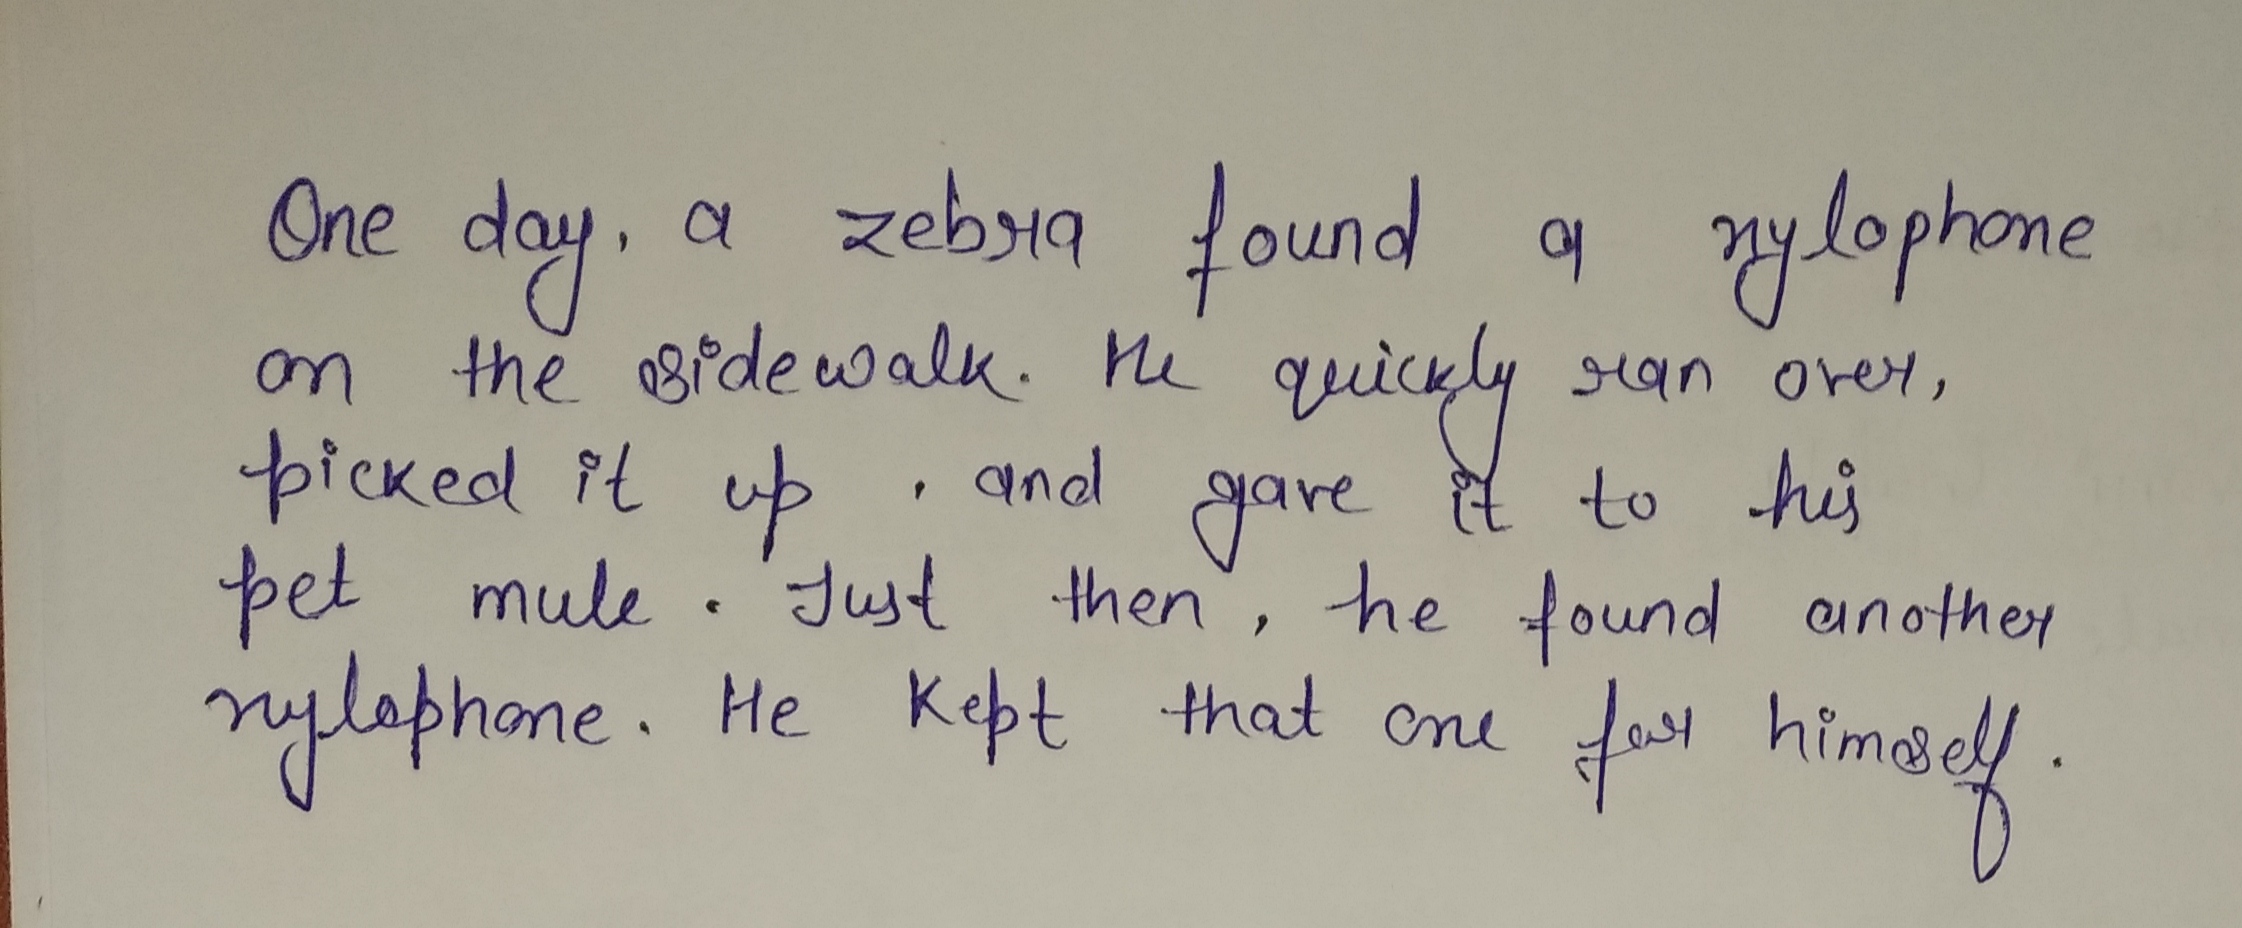 One day, a zebra found a xylophone
on the sidewalk. He quickly ran over,
picked it up, and gave it to his
pet mule. Just then, he found another
xylophone. He kept that one for himself.